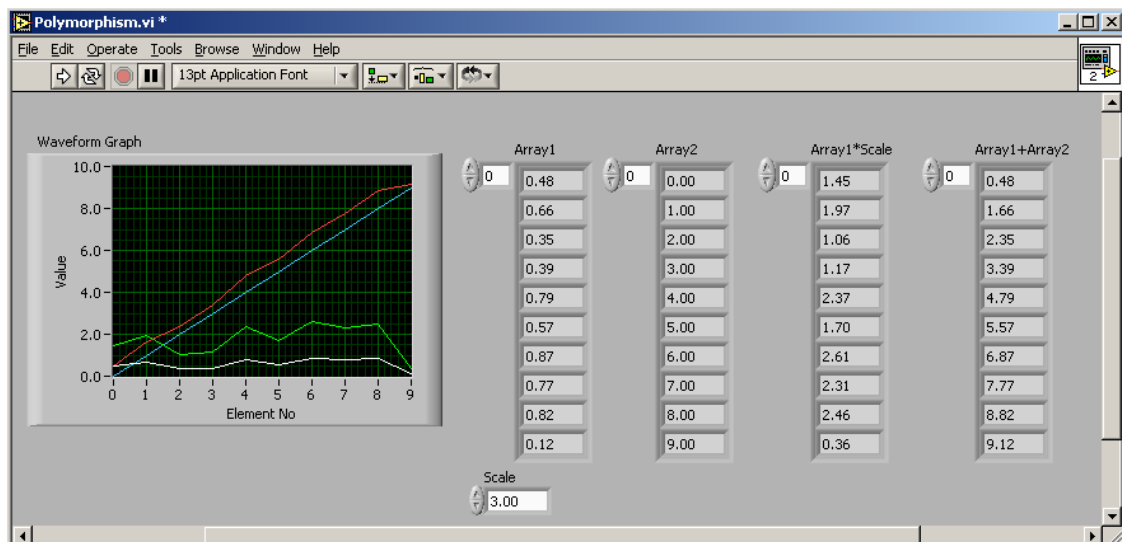 Polymorphism.vi *
File Edit Operate Tools Browse Window Help
13pt Application Font
2
Waveform Graph
10.0
8.0
6.0
4.0
2.0
0.0
Value
0 1 2 3 4 5 6 7 8 9
Element No
Array1 Array2 Array1*Scale Array1+Array2
0 0.48 0 0.00 0 1.45 0 0.48
0.66 1.00 1.97 1.66
0.35 2.00 1.06 2.35
0.39 3.00 1.17 3.39
0.79 4.00 2.37 4.79
0.57 5.00 1.70 5.57
0.87 6.00 2.61 6.87
0.77 7.00 2.31 7.77
0.82 8.00 2.46 8.82
0.12 9.00 0.36 9.12
Scale
3.00